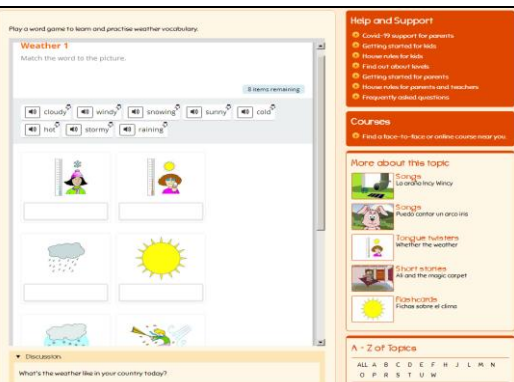 Play a word game to learn and practise weather vocabulary.
Weather 1
Match the word to the picture.
8 items remaining
cloudy windy snowing sunny cold
hot stormy raining
Discussion
What's the weather like in your country today?
Help and Support
Covid-19 support for parents
Getting started for kids
House rules for kids
Find out about levels
Getting started for parents
House rules for parents and teachers
Frequently asked questions
Courses
Find a face-to-face or online course near you.
More about this topic
Songs
La araña Incy Wincy
Songs
Puedo cantar un arco iris
Tongue twisters
Whether the weather
Short stories
Ali and the magic carpet
Flashcards
Fichas sobre el clima
A - Z of Topics
ALL A B C D E F H J L M N
O P R S T U W